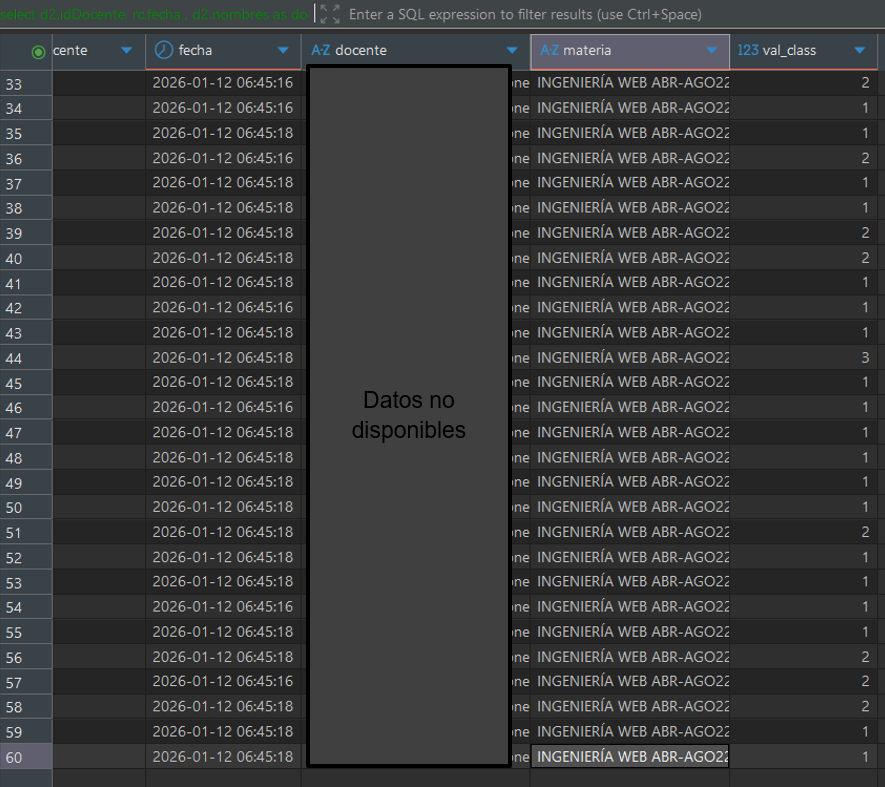 select d2.idDocente, rc.fecha , d2.nombres as do Enter a SQL expression to filter results (use Ctrl+Space)
cente fecha A-Z docente A-Z materia 123 val_class
33 2026-01-12 06:45:16 one INGENIERÍA WEB ABR-AGO22 2
34 2026-01-12 06:45:16 one INGENIERÍA WEB ABR-AGO22 1
35 2026-01-12 06:45:18 one INGENIERÍA WEB ABR-AGO22 1
36 2026-01-12 06:45:16 one INGENIERÍA WEB ABR-AGO22 2
37 2026-01-12 06:45:18 one INGENIERÍA WEB ABR-AGO22 1
38 2026-01-12 06:45:18 one INGENIERÍA WEB ABR-AGO22 1
39 2026-01-12 06:45:18 one INGENIERÍA WEB ABR-AGO22 2
40 2026-01-12 06:45:16 one INGENIERÍA WEB ABR-AGO22 2
41 2026-01-12 06:45:18 one INGENIERÍA WEB ABR-AGO22 1
42 2026-01-12 06:45:16 one INGENIERÍA WEB ABR-AGO22 1
43 2026-01-12 06:45:18 one INGENIERÍA WEB ABR-AGO22 1
44 2026-01-12 06:45:18 one INGENIERÍA WEB ABR-AGO22 3
45 2026-01-12 06:45:18 one INGENIERÍA WEB ABR-AGO22 1
46 2026-01-12 06:45:16 Datos no one INGENIERÍA WEB ABR-AGO22 1
47 2026-01-12 06:45:18 disponibles one INGENIERÍA WEB ABR-AGO22 1
48 2026-01-12 06:45:18 one INGENIERÍA WEB ABR-AGO22 1
49 2026-01-12 06:45:18 one INGENIERÍA WEB ABR-AGO22 1
50 2026-01-12 06:45:18 one INGENIERÍA WEB ABR-AGO22 1
51 2026-01-12 06:45:18 one INGENIERÍA WEB ABR-AGO22 2
52 2026-01-12 06:45:18 one INGENIERÍA WEB ABR-AGO22 1
53 2026-01-12 06:45:18 one INGENIERÍA WEB ABR-AGO22 1
54 2026-01-12 06:45:16 one INGENIERÍA WEB ABR-AGO22 1
55 2026-01-12 06:45:18 one INGENIERÍA WEB ABR-AGO22 1
56 2026-01-12 06:45:18 one INGENIERÍA WEB ABR-AGO22 2
57 2026-01-12 06:45:16 one INGENIERÍA WEB ABR-AGO22 2
58 2026-01-12 06:45:18 one INGENIERÍA WEB ABR-AGO22 2
59 2026-01-12 06:45:18 one INGENIERÍA WEB ABR-AGO22 1
60 2026-01-12 06:45:18 one INGENIERÍA WEB ABR-AGO22 1